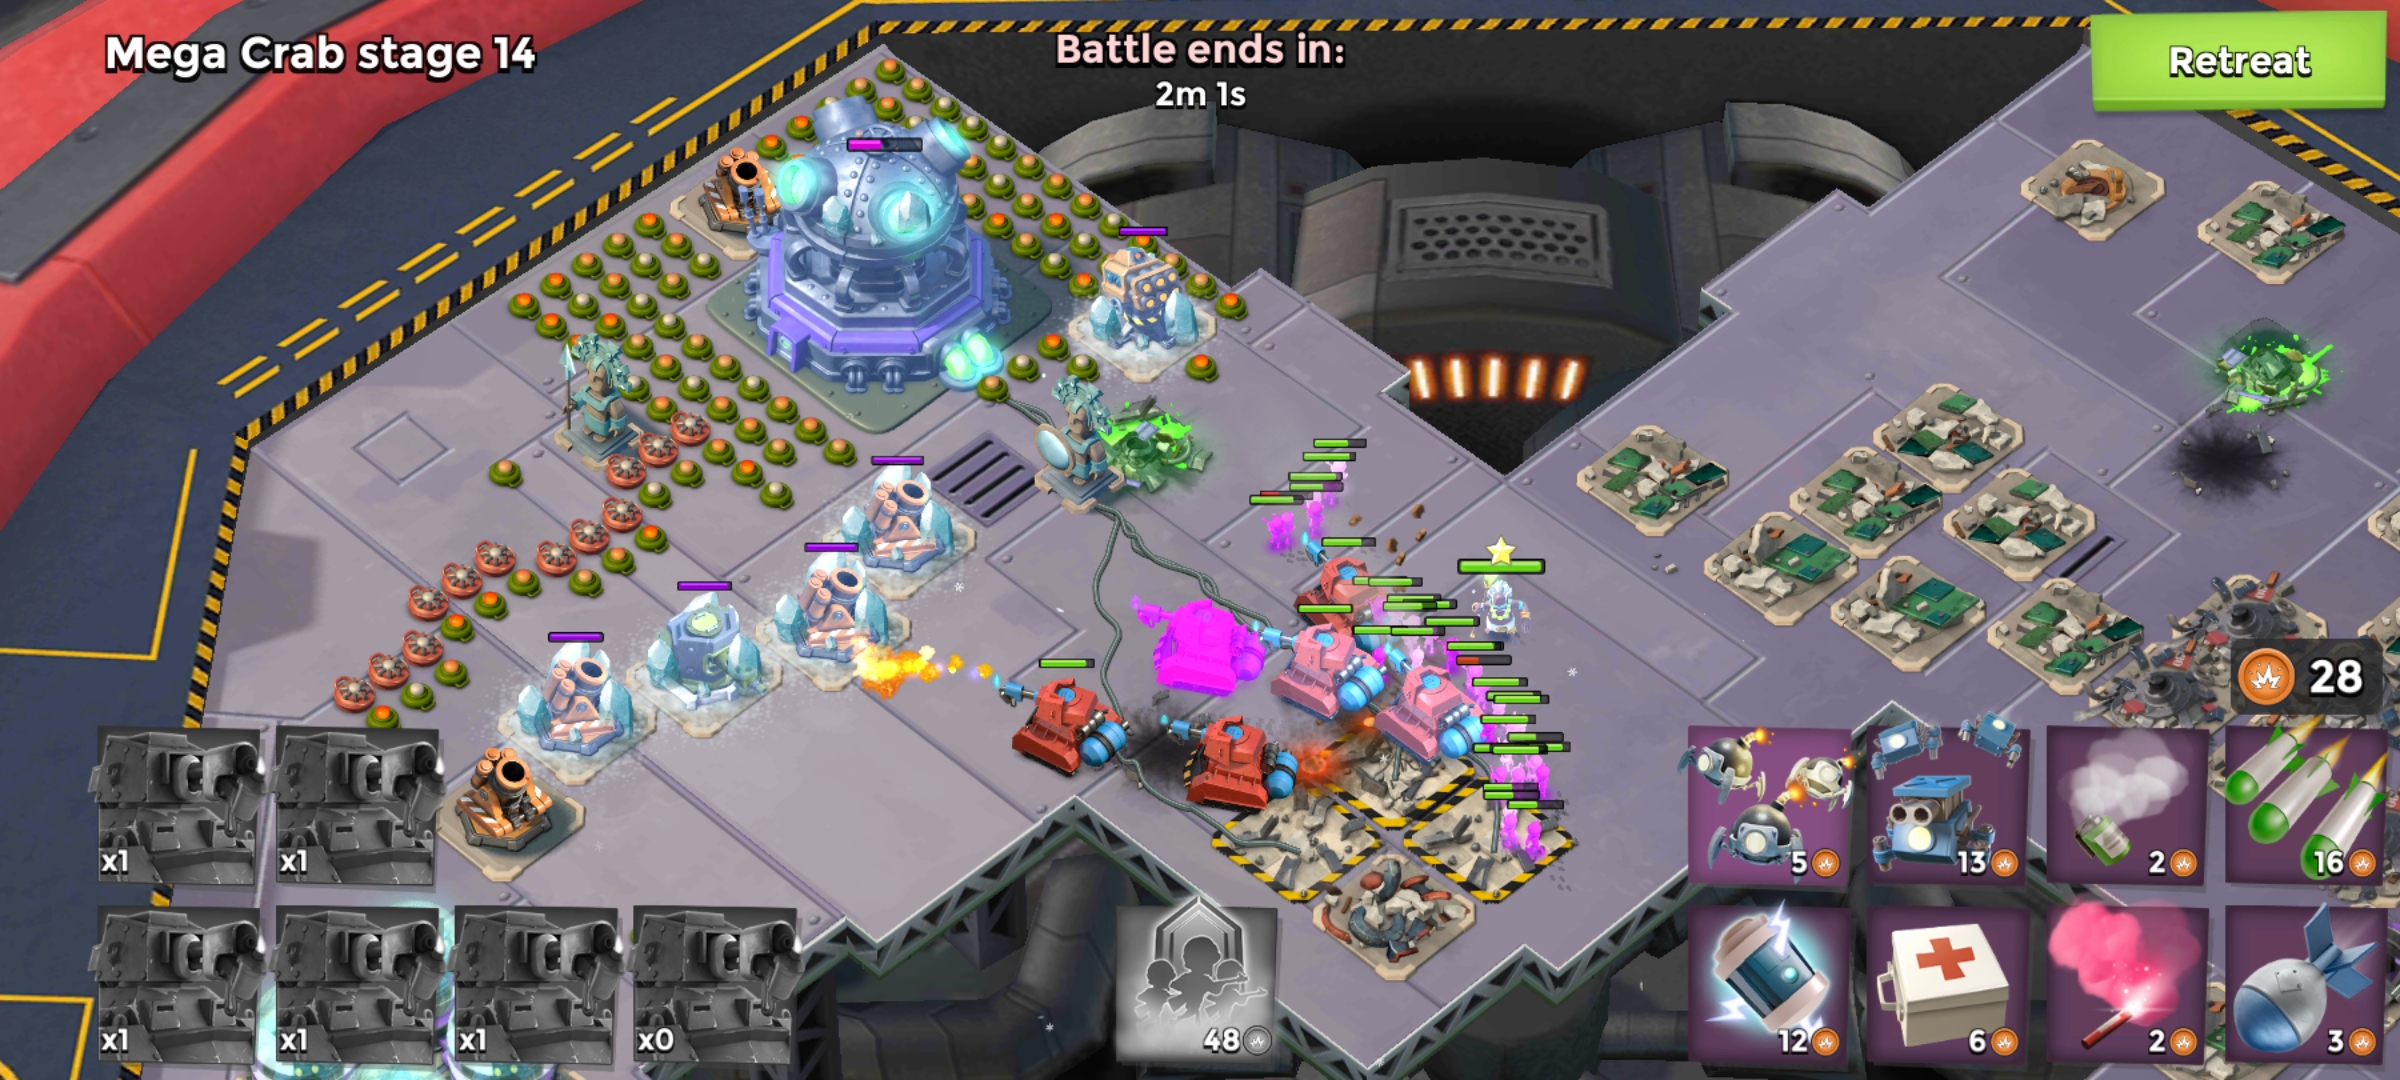 Mega Crab stage 14
Battle ends in:
2m 1s
Retreat
28
x1
x1
5
13
2
16
x1
x1
x1
x0
48
12
6
2
3